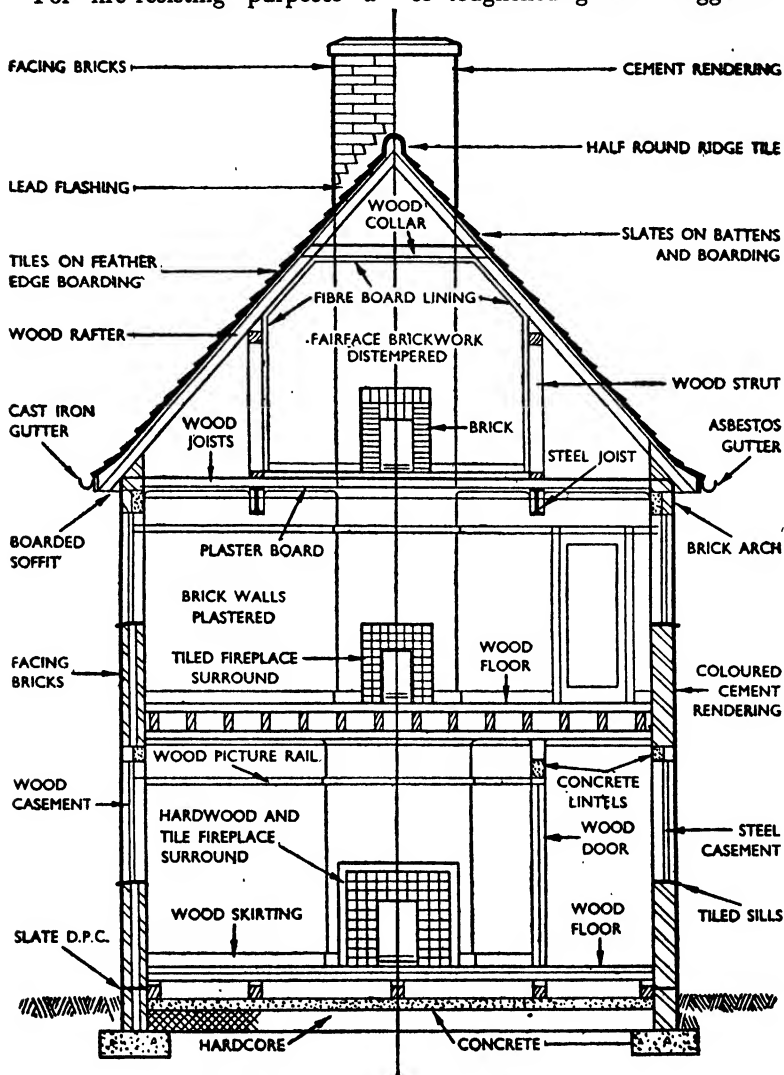 FACING BRICKS
CEMENT RENDERING
HALF ROUND RIDGE TILE
LEAD FLASHING
WOOD
COLLAR
SLATES ON BATTENS
AND BOARDING
TILES ON FEATHER
EDGE BOARDING
FIBRE BOARD LINING
WOOD RAFTER
FAIRFACE BRICKWORK
DISTEMPERED
WOOD STRUT
CAST IRON
GUTTER
WOOD
JOISTS
BRICK
STEEL JOIST
ASBESTOS
GUTTER
BOARDED
SOFFIT
PLASTER BOARD
BRICK ARCH
BRICK WALLS
PLASTERED
FACING
BRICKS
TILED FIREPLACE
SURROUND
WOOD
FLOOR
COLOURED
CEMENT
RENDERING
WOOD PICTURE RAIL
WOOD
CASEMENT
CONCRETE
LINTELS
HARDWOOD AND
TILE FIREPLACE
SURROUND
WOOD
DOOR
STEEL
CASEMENT
WOOD SKIRTING
WOOD
FLOOR
TILED SILLS
SLATE D.P.C.
HARDCORE
CONCRETE